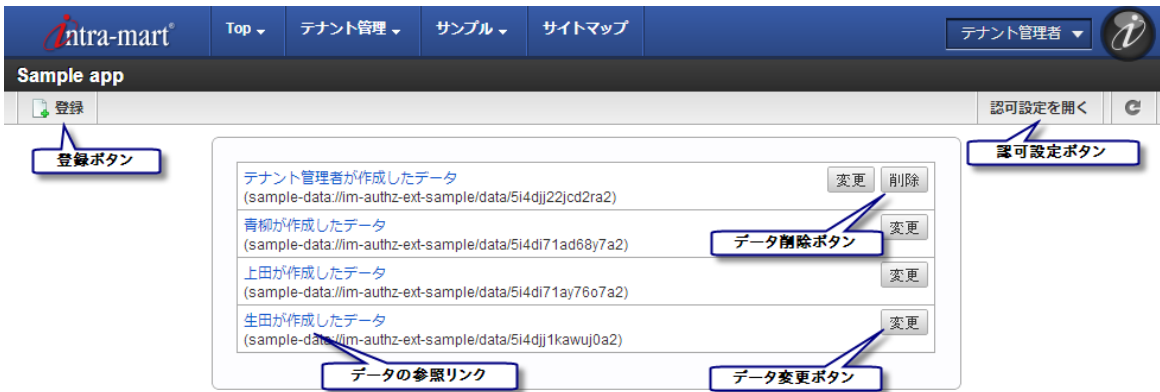 intra-mart® Top テナント管理 サンプル サイトマップ テナント管理者
Sample app
登録 認可設定を開く
登録ボタン 認可設定ボタン
テナント管理者が作成したデータ 変更 削除
(sample-data://im-authz-ext-sample/data/5i4djj22jcd2ra2)
青柳が作成したデータ 変更
(sample-data://im-authz-ext-sample/data/5i4di71ad68y7a2)
データ削除ボタン
上田が作成したデータ 変更
(sample-data://im-authz-ext-sample/data/5i4di71ay76o7a2)
生田が作成したデータ 変更
(sample-data://im-authz-ext-sample/data/5i4djj1kawuj0a2)
データの参照リンク データ変更ボタン